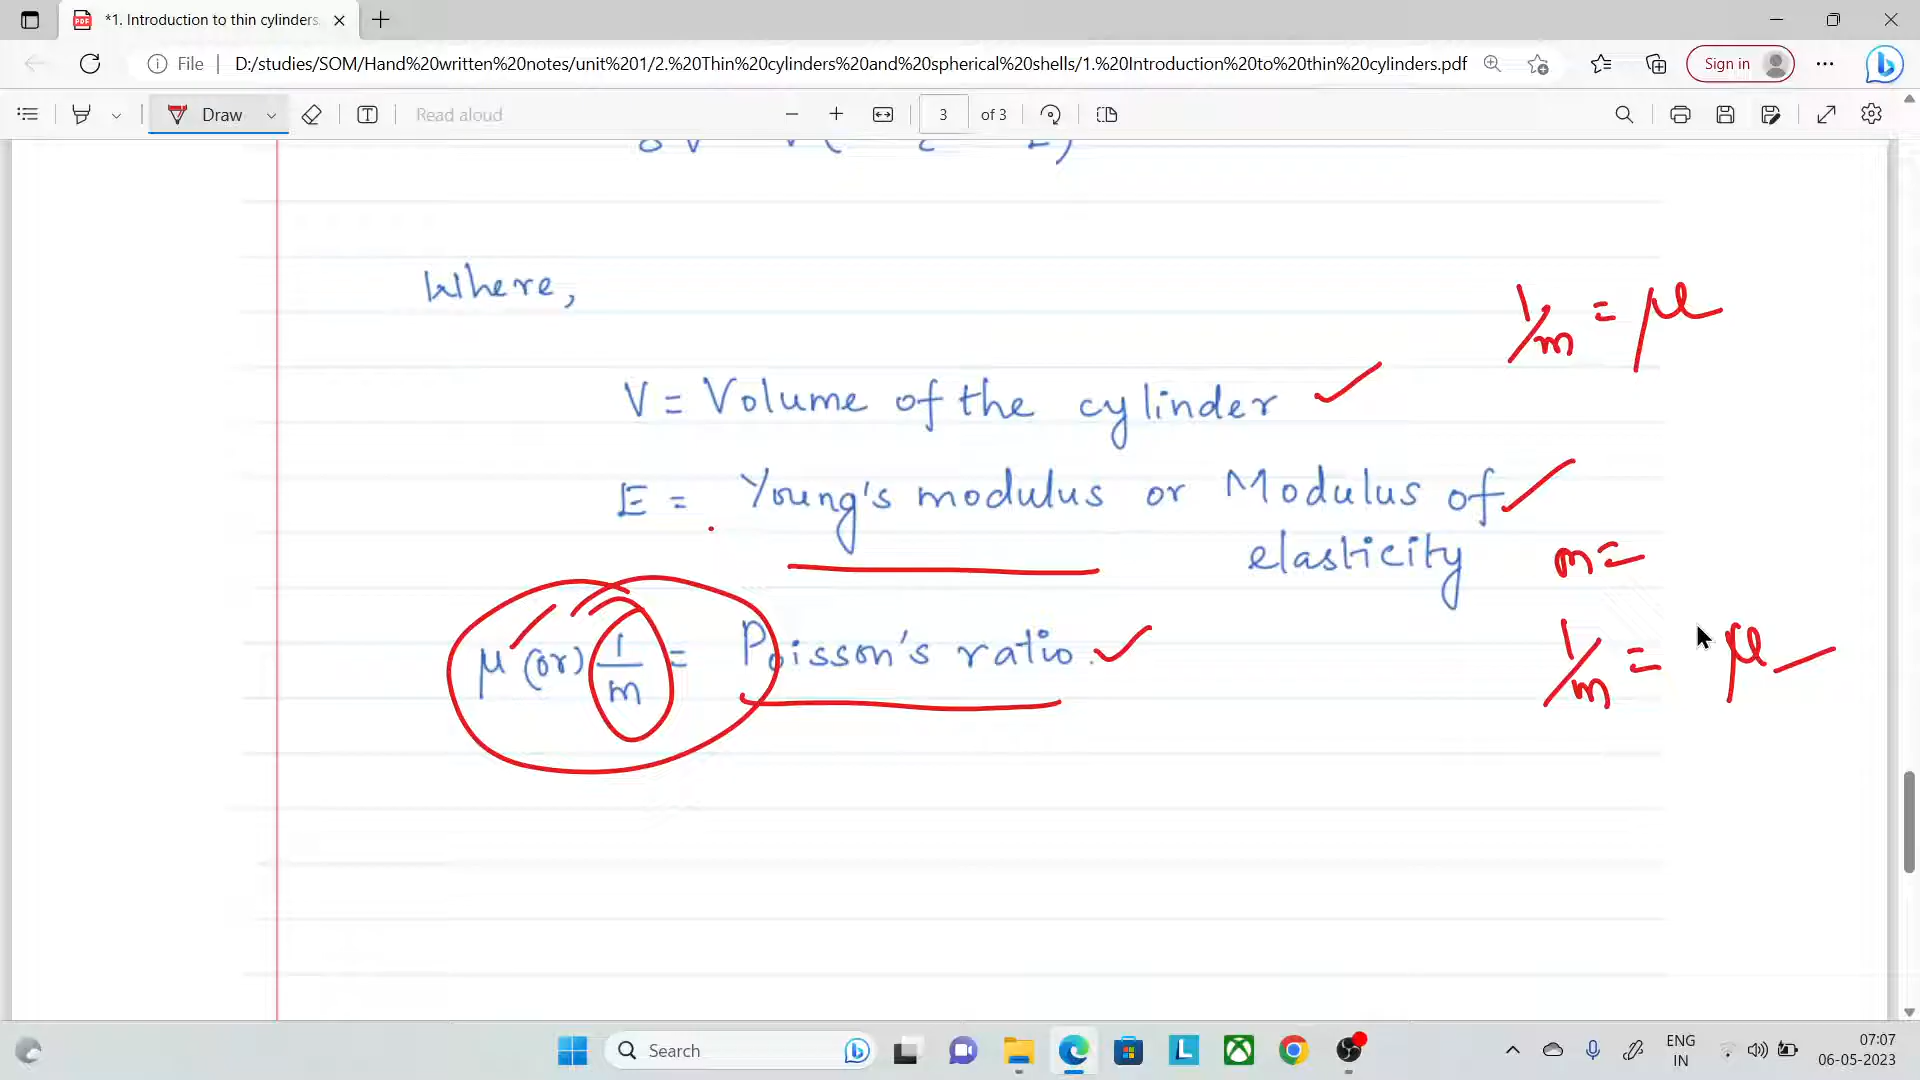 *1. Introduction to thin cylinders
File
D:/studies/SOM/Hand%20written%20notes/unit%201/2.%20Thin%20cylinders%20and%20spherical%20shells/1.%20Introduction%20to%20thin%20cylinders.pdf
Sign in
Draw
Read aloud
3 of 3
Where,
1/m = μ
V = Volume of the cylinder
E = Young's modulus or Modulus of
elasticity
m =
μ (or) 1/m = Poisson's ratio.
1/m = μ
Search
ENG
IN
07:07
06-05-2023